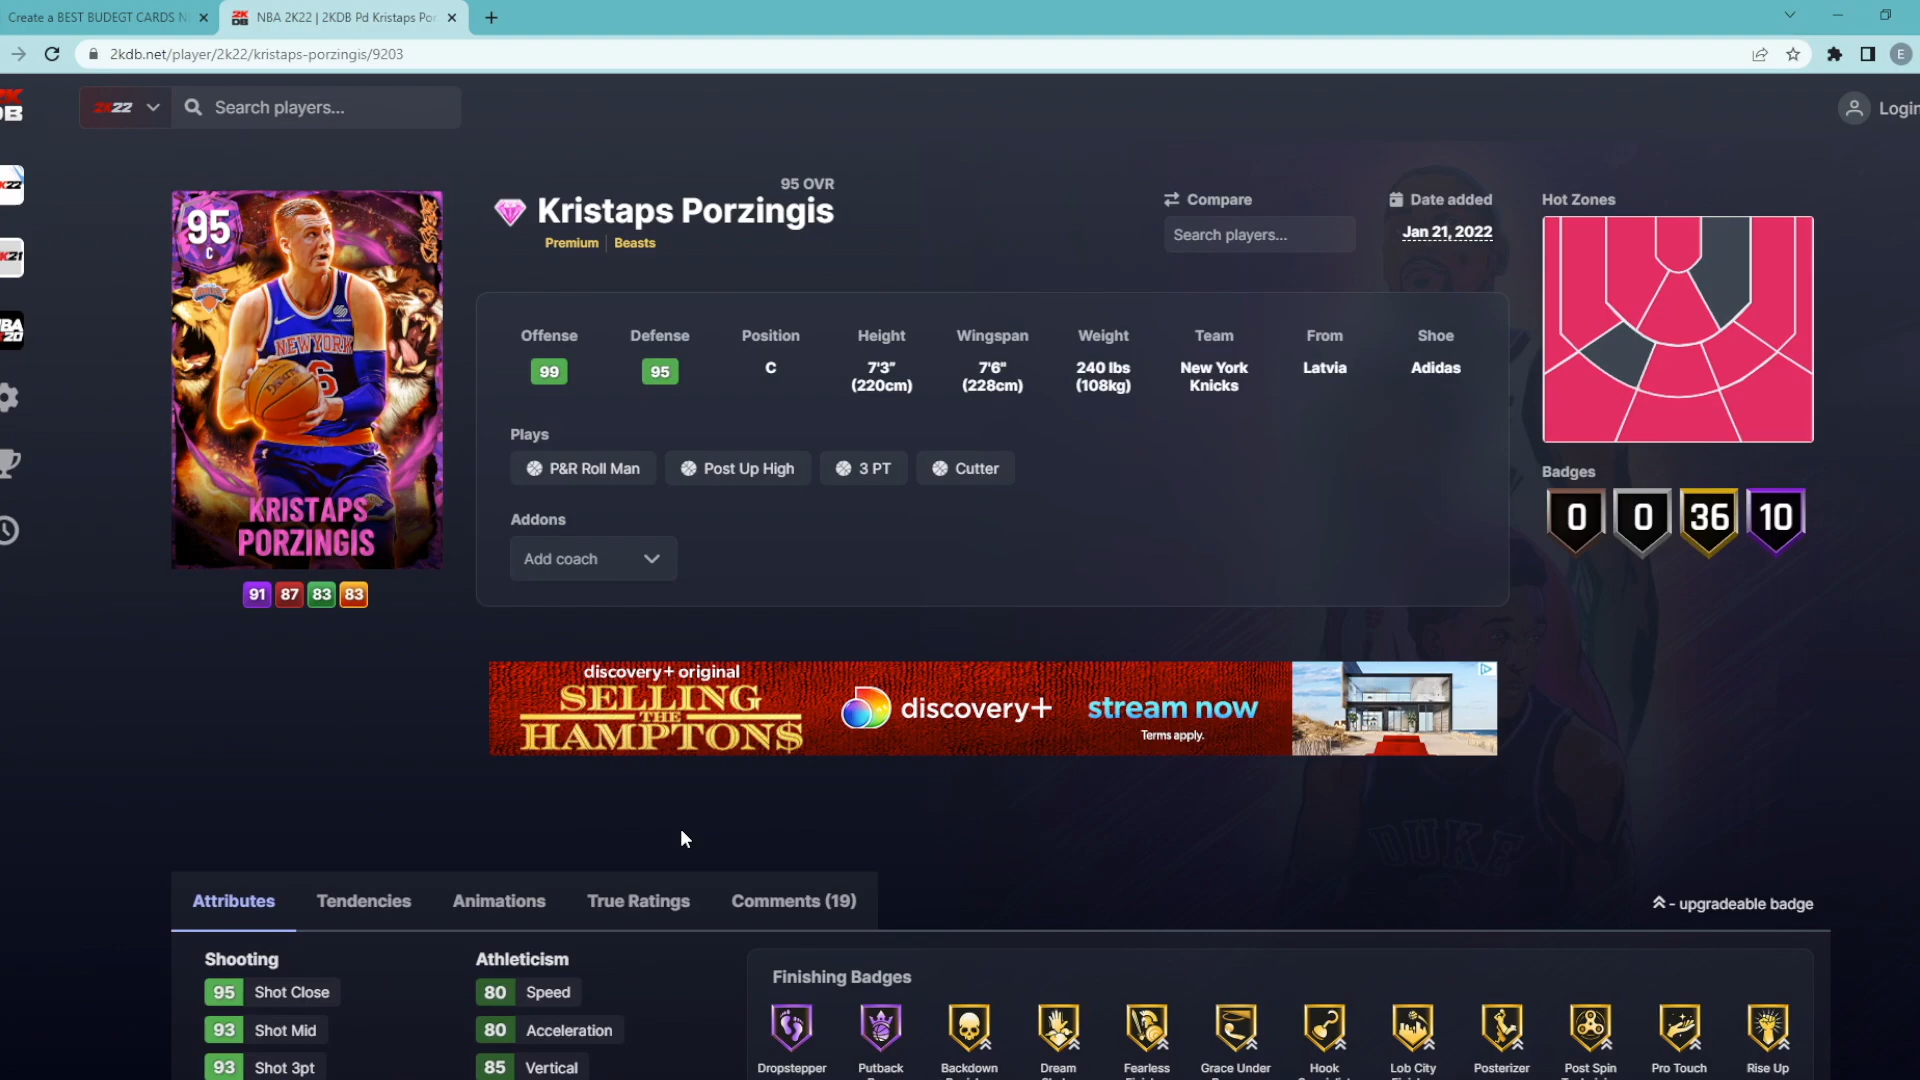 Create a BEST BUDEGT CARDS N
NBA 2K22 | 2KDB Pd Kristaps Por
2kdb.net/player/2k22/kristaps-porzingis/9203
E
2K22
Search players...
Login
95 OVR
Kristaps Porzingis
Premium
Beasts
Compare
Search players...
Date added
Jan 21, 2022
Hot Zones
95
C
NEW YORK
6
KRISTAPS
PORZINGIS
91 87 83 83
Offense Defense Position Height Wingspan Weight Team From Shoe
99 95 C 7'3" 7'6" 240 lbs New York Latvia Adidas
(220cm) (228cm) (108kg) Knicks
Plays
P&R Roll Man Post Up High 3 PT Cutter
Addons
Add coach
Badges
0 0 36 10
discovery+ original
SELLING
THE
HAMPTONS
discovery+
stream now
Terms apply.
DUKE
Attributes Tendencies Animations True Ratings Comments (19)
- upgradeable badge
Shooting
95 Shot Close
93 Shot Mid
93 Shot 3pt
Athleticism
80 Speed
80 Acceleration
85 Vertical
Finishing Badges
Dropstepper Putback Backdown Dream Fearless Grace Under Hook Lob City Posterizer Post Spin Pro Touch Rise Up